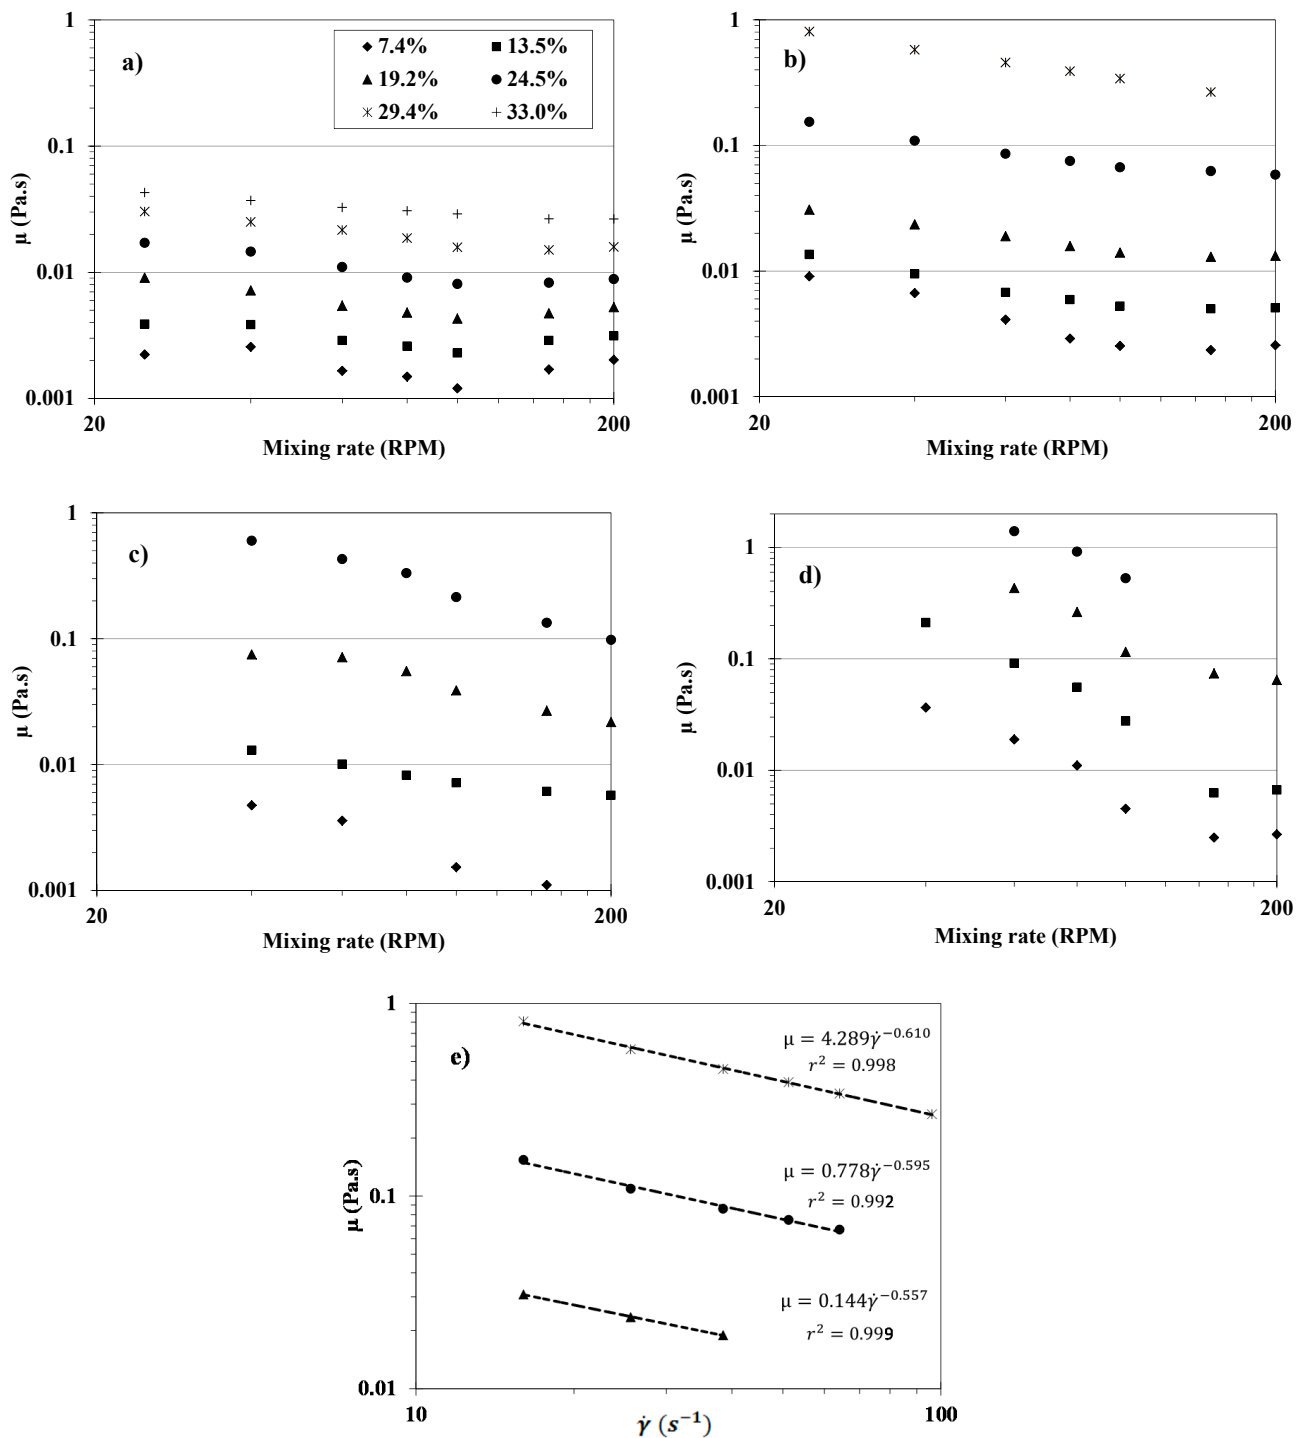 1
0.1
0.01
0.001
μ (Pa.s)
20
200
Mixing rate (RPM)
a)
7.4% 13.5%
19.2% 24.5%
29.4% 33.0%
1
0.1
0.01
0.001
μ (Pa.s)
20
200
Mixing rate (RPM)
b)
1
0.1
0.01
0.001
μ (Pa.s)
20
200
Mixing rate (RPM)
c)
1
0.1
0.01
0.001
μ (Pa.s)
20
200
Mixing rate (RPM)
d)
1
0.1
0.01
μ (Pa.s)
10
100
γ̇ (s⁻¹)
e)
μ = 4.289γ̇⁻⁰·⁶¹⁰
r² = 0.998
μ = 0.778γ̇⁻⁰·⁵⁹⁵
r² = 0.992
μ = 0.144γ̇⁻⁰·⁵⁵⁷
r² = 0.999